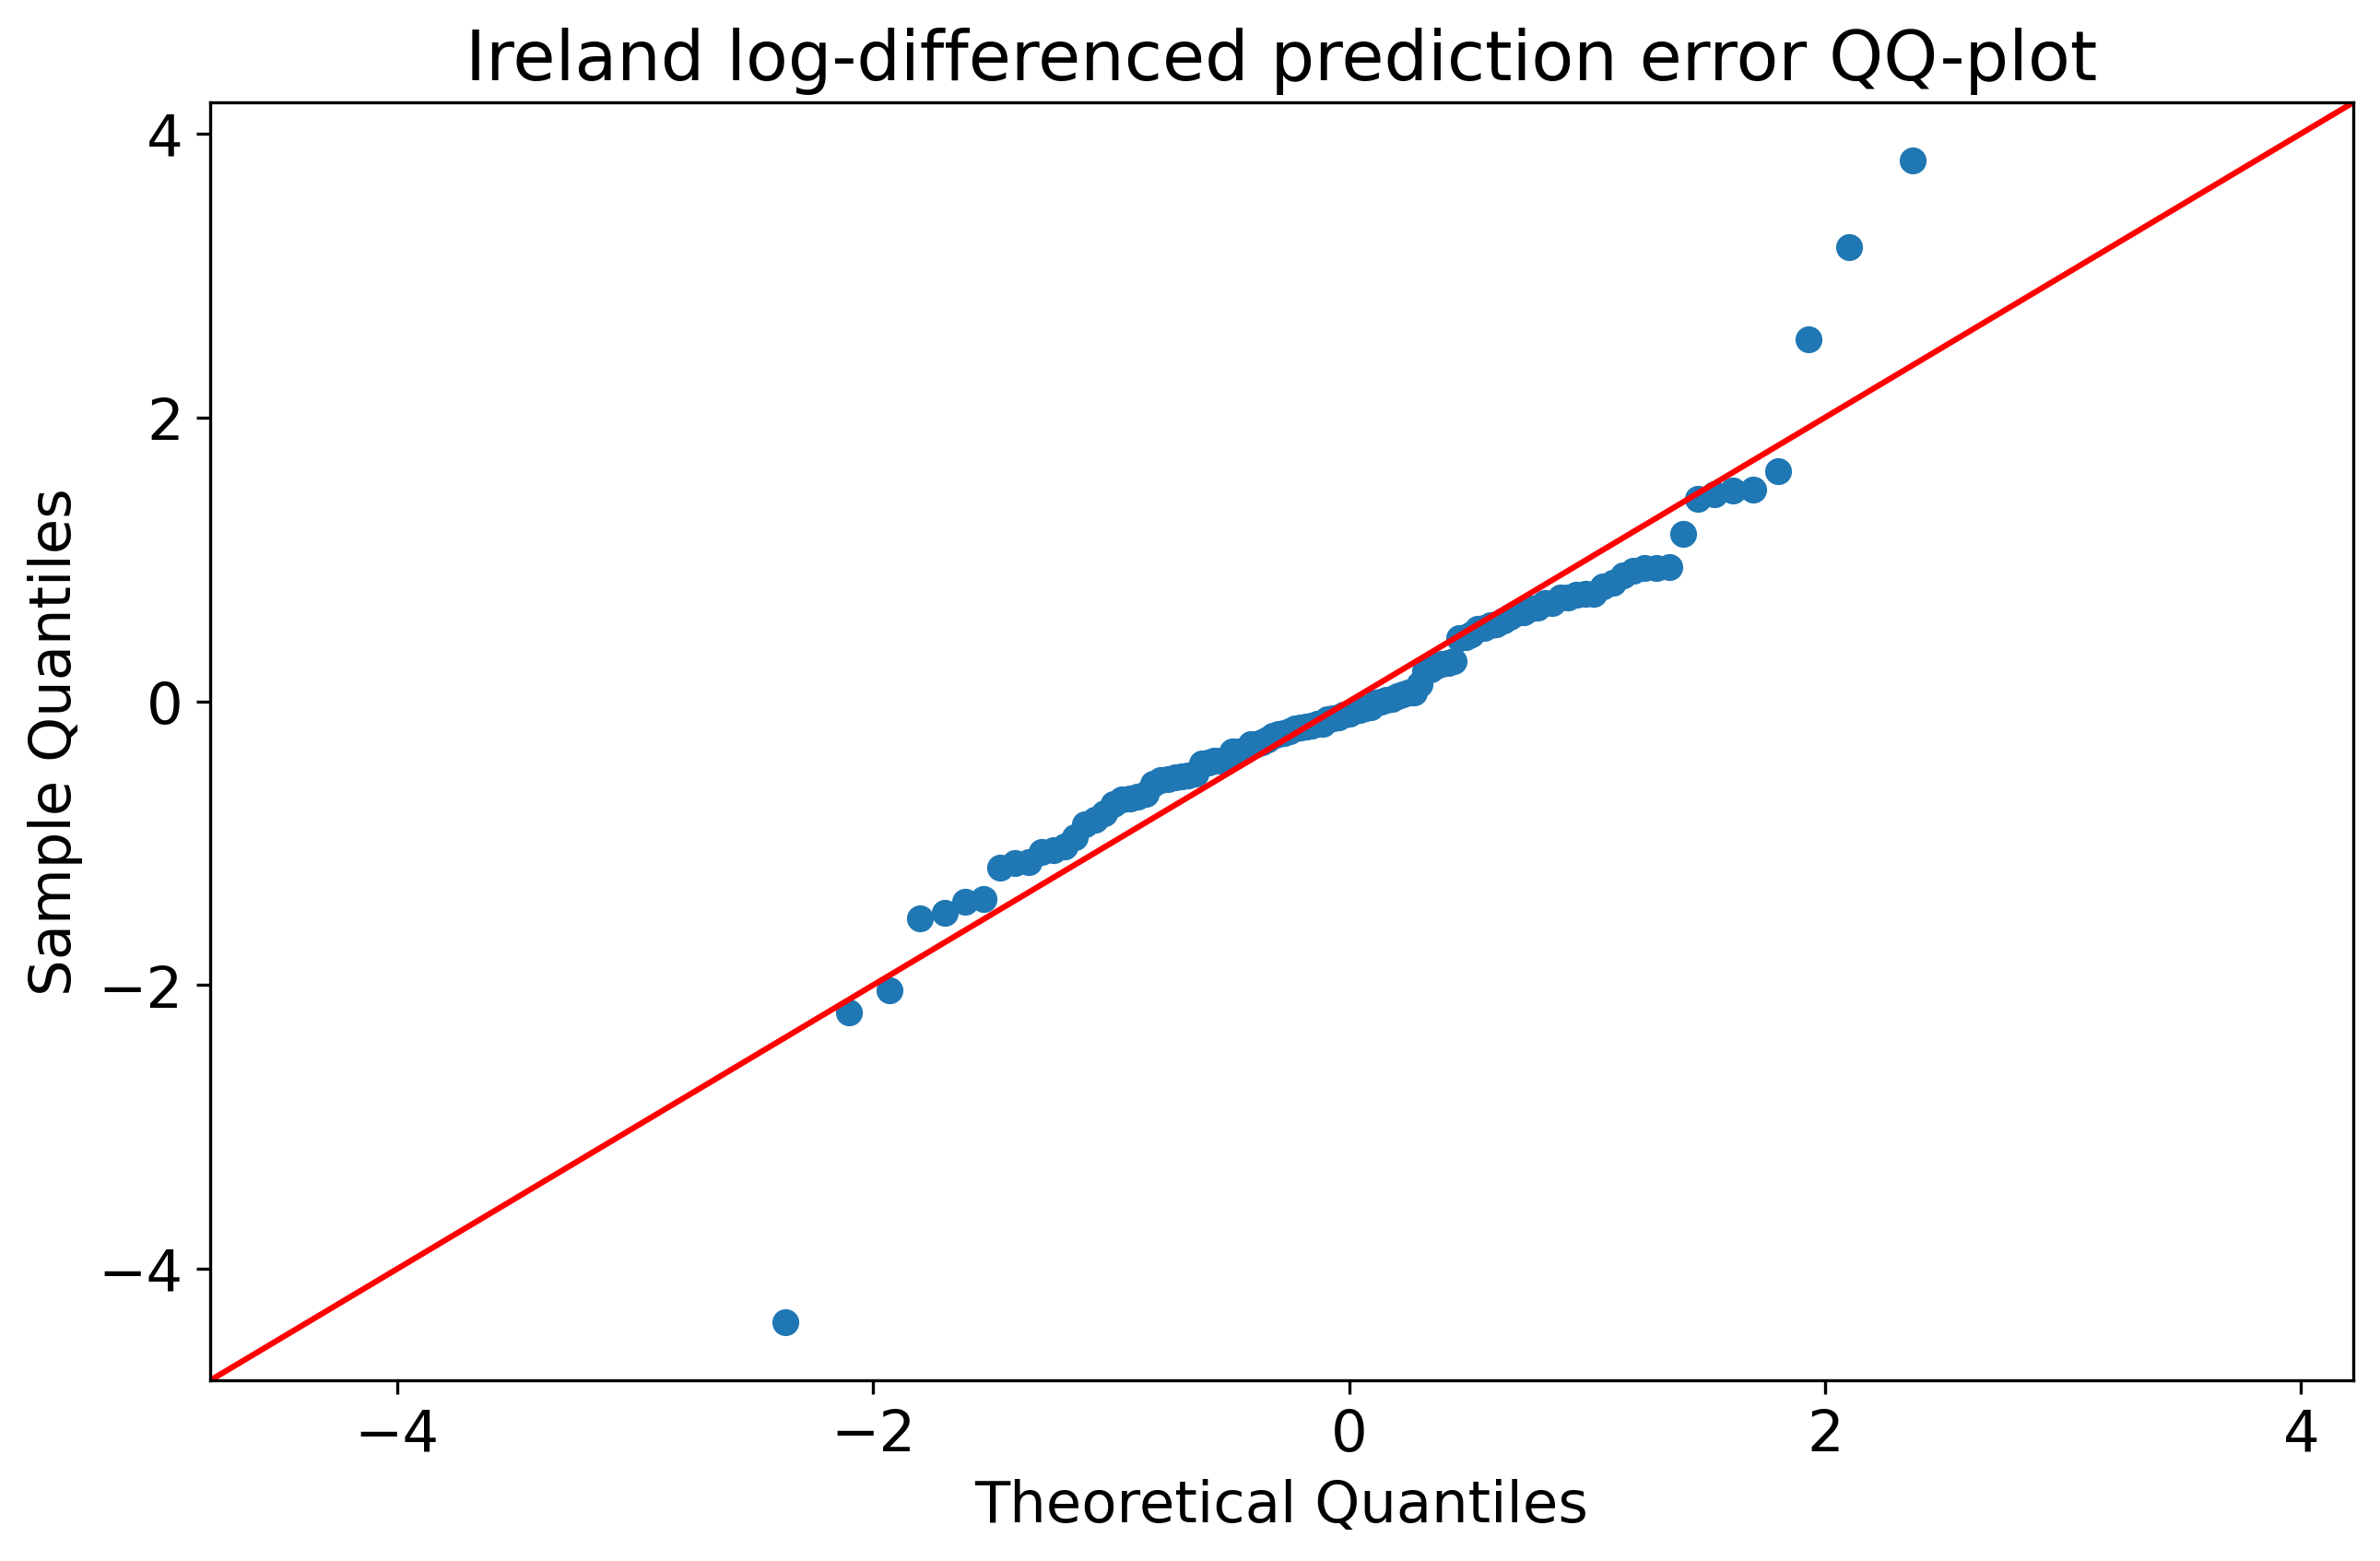 Ireland log-differenced prediction error QQ-plot
4
2
0
−2
−4
Sample Quantiles
−4 −2 0 2 4
Theoretical Quantiles